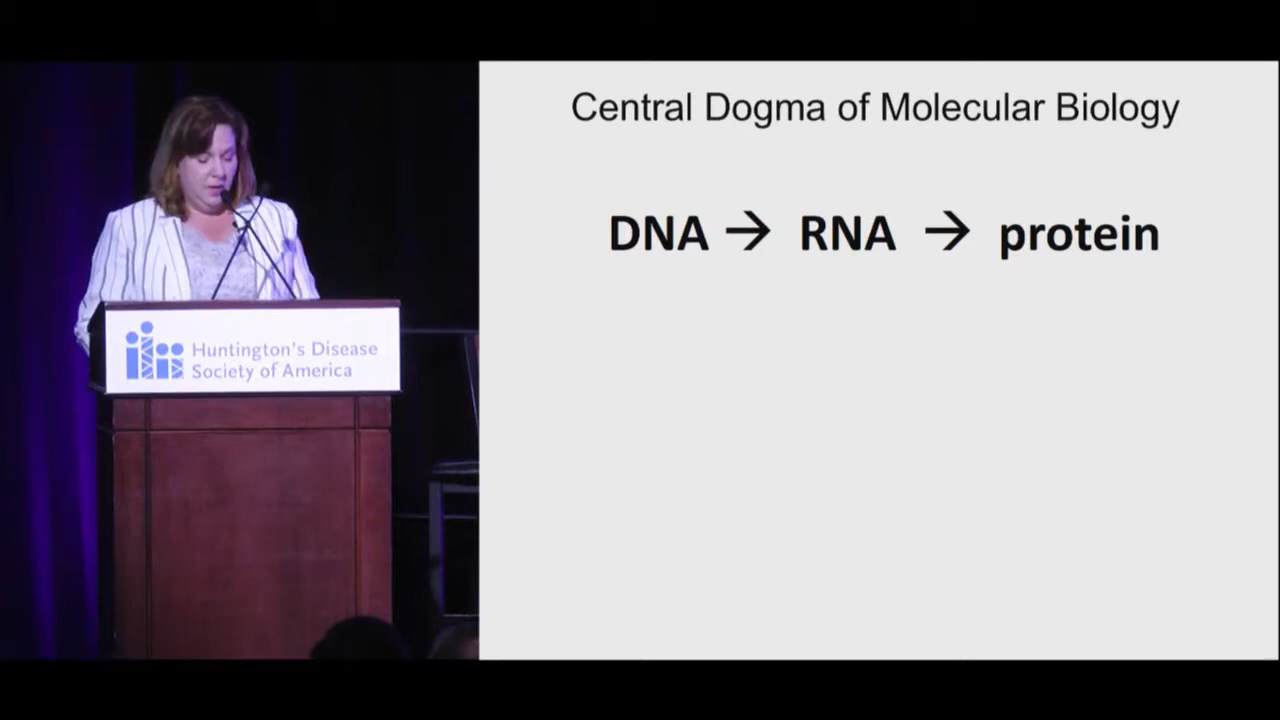 Central Dogma of Molecular Biology
DNA → RNA → protein
Huntington's Disease
Society of America